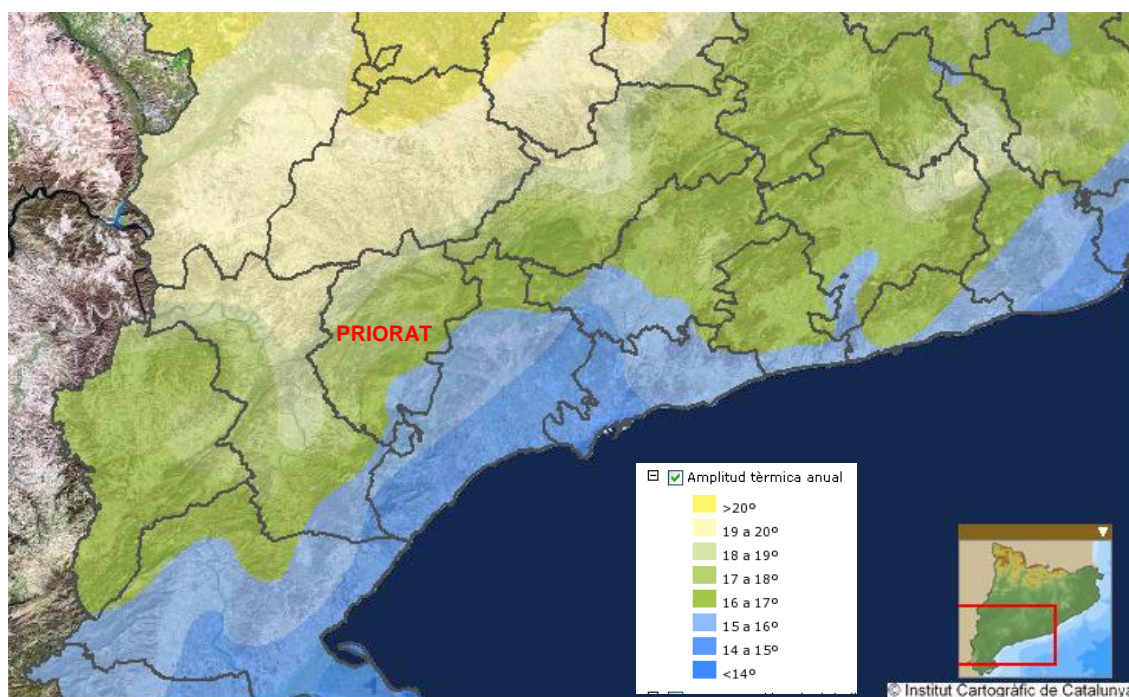 PRIORAT
Amplitud tèrmica anual
>20º
19 a 20º
18 a 19º
17 a 18º
16 a 17º
15 a 16º
14 a 15º
<14º
© Institut Cartogràfic de Catalunya